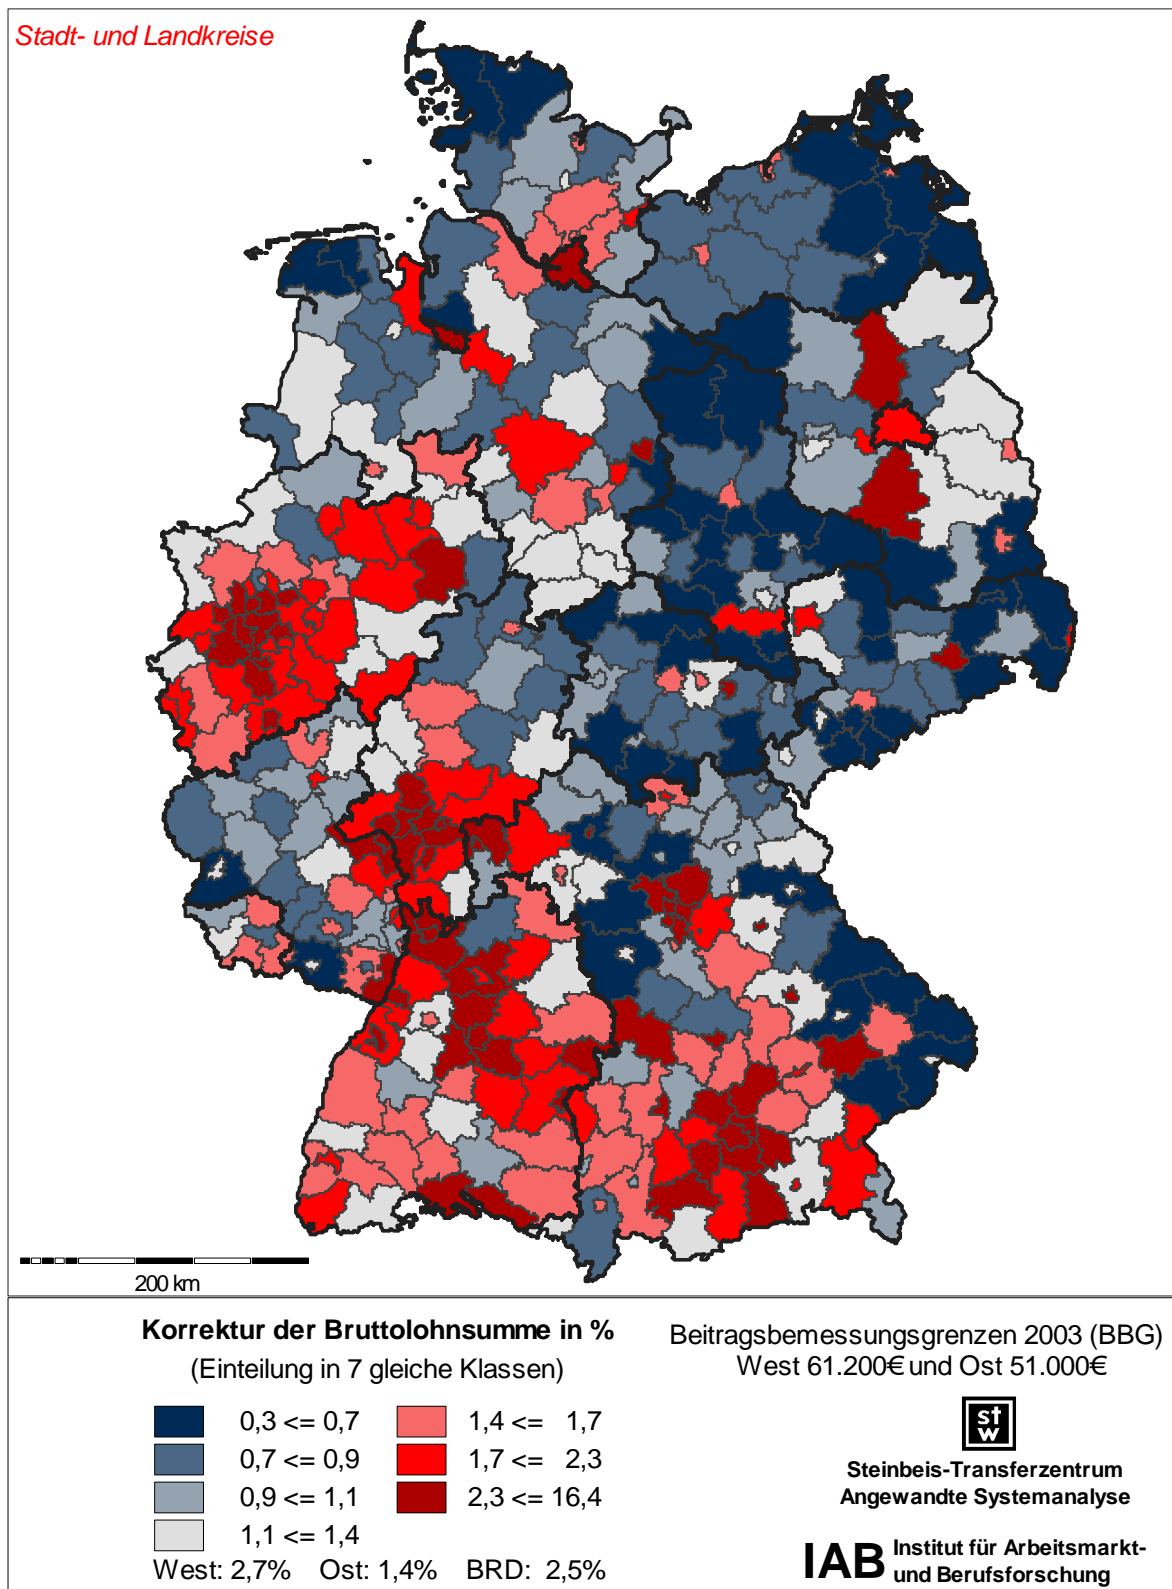 Stadt- und Landkreise
200 km
Korrektur der Bruttolohnsumme in %
(Einteilung in 7 gleiche Klassen)
0,3 <= 0,7
0,7 <= 0,9
0,9 <= 1,1
1,1 <= 1,4
1,4 <= 1,7
1,7 <= 2,3
2,3 <= 16,4
West: 2,7% Ost: 1,4% BRD: 2,5%
Beitragsbemessungsgrenzen 2003 (BBG)
West 61.200€ und Ost 51.000€
st
w
Steinbeis-Transferzentrum
Angewandte Systemanalyse
IAB Institut für Arbeitsmarkt-
und Berufsforschung